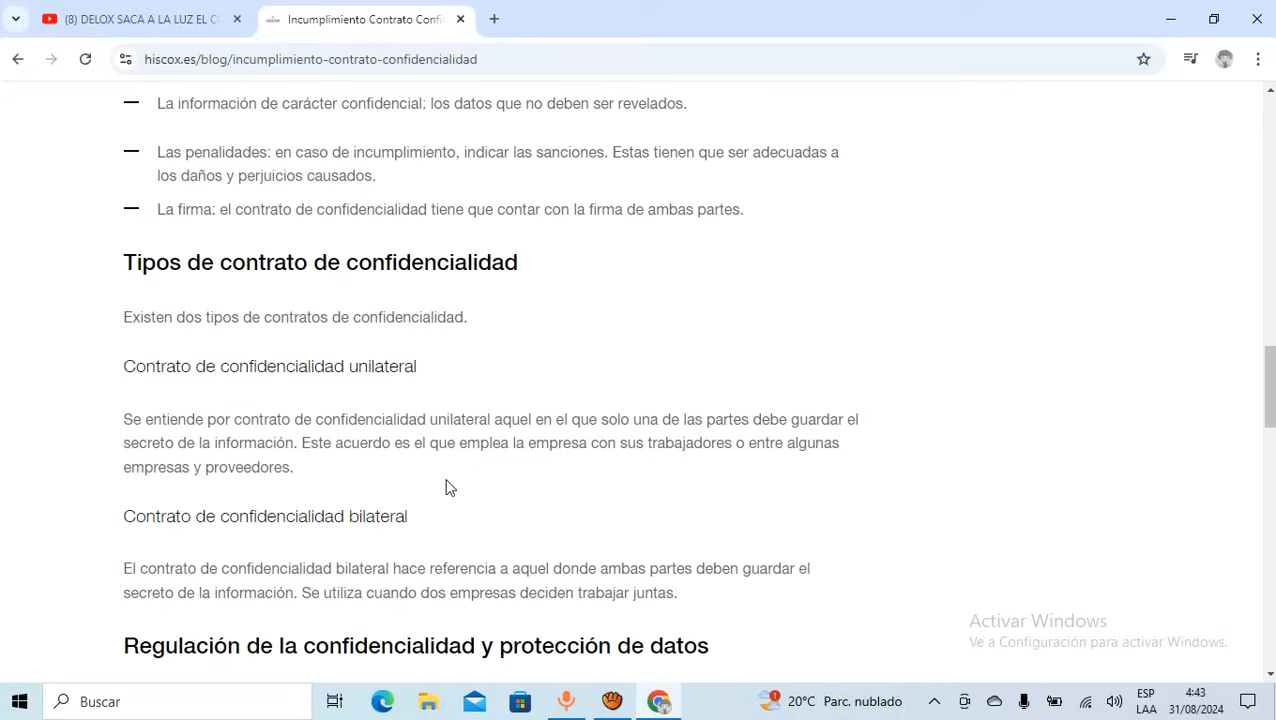 (8) DELOX SACA A LA LUZ EL C
Incumplimiento Contrato Confi
hiscox.es/blog/incumplimiento-contrato-confidencialidad
La información de carácter confidencial: los datos que no deben ser revelados.
Las penalidades: en caso de incumplimiento, indicar las sanciones. Estas tienen que ser adecuadas a
los daños y perjuicios causados.
La firma: el contrato de confidencialidad tiene que contar con la firma de ambas partes.
Tipos de contrato de confidencialidad
Existen dos tipos de contratos de confidencialidad.
Contrato de confidencialidad unilateral
Se entiende por contrato de confidencialidad unilateral aquel en el que solo una de las partes debe guardar el
secreto de la información. Este acuerdo es el que emplea la empresa con sus trabajadores o entre algunas
empresas y proveedores.
Contrato de confidencialidad bilateral
El contrato de confidencialidad bilateral hace referencia a aquel donde ambas partes deben guardar el
secreto de la información. Se utiliza cuando dos empresas deciden trabajar juntas.
Regulación de la confidencialidad y protección de datos
Activar Windows
Ve a Configuración para activar Windows.
Buscar
1
20°C Parc. nublado
ESP
LAA
4:43
31/08/2024